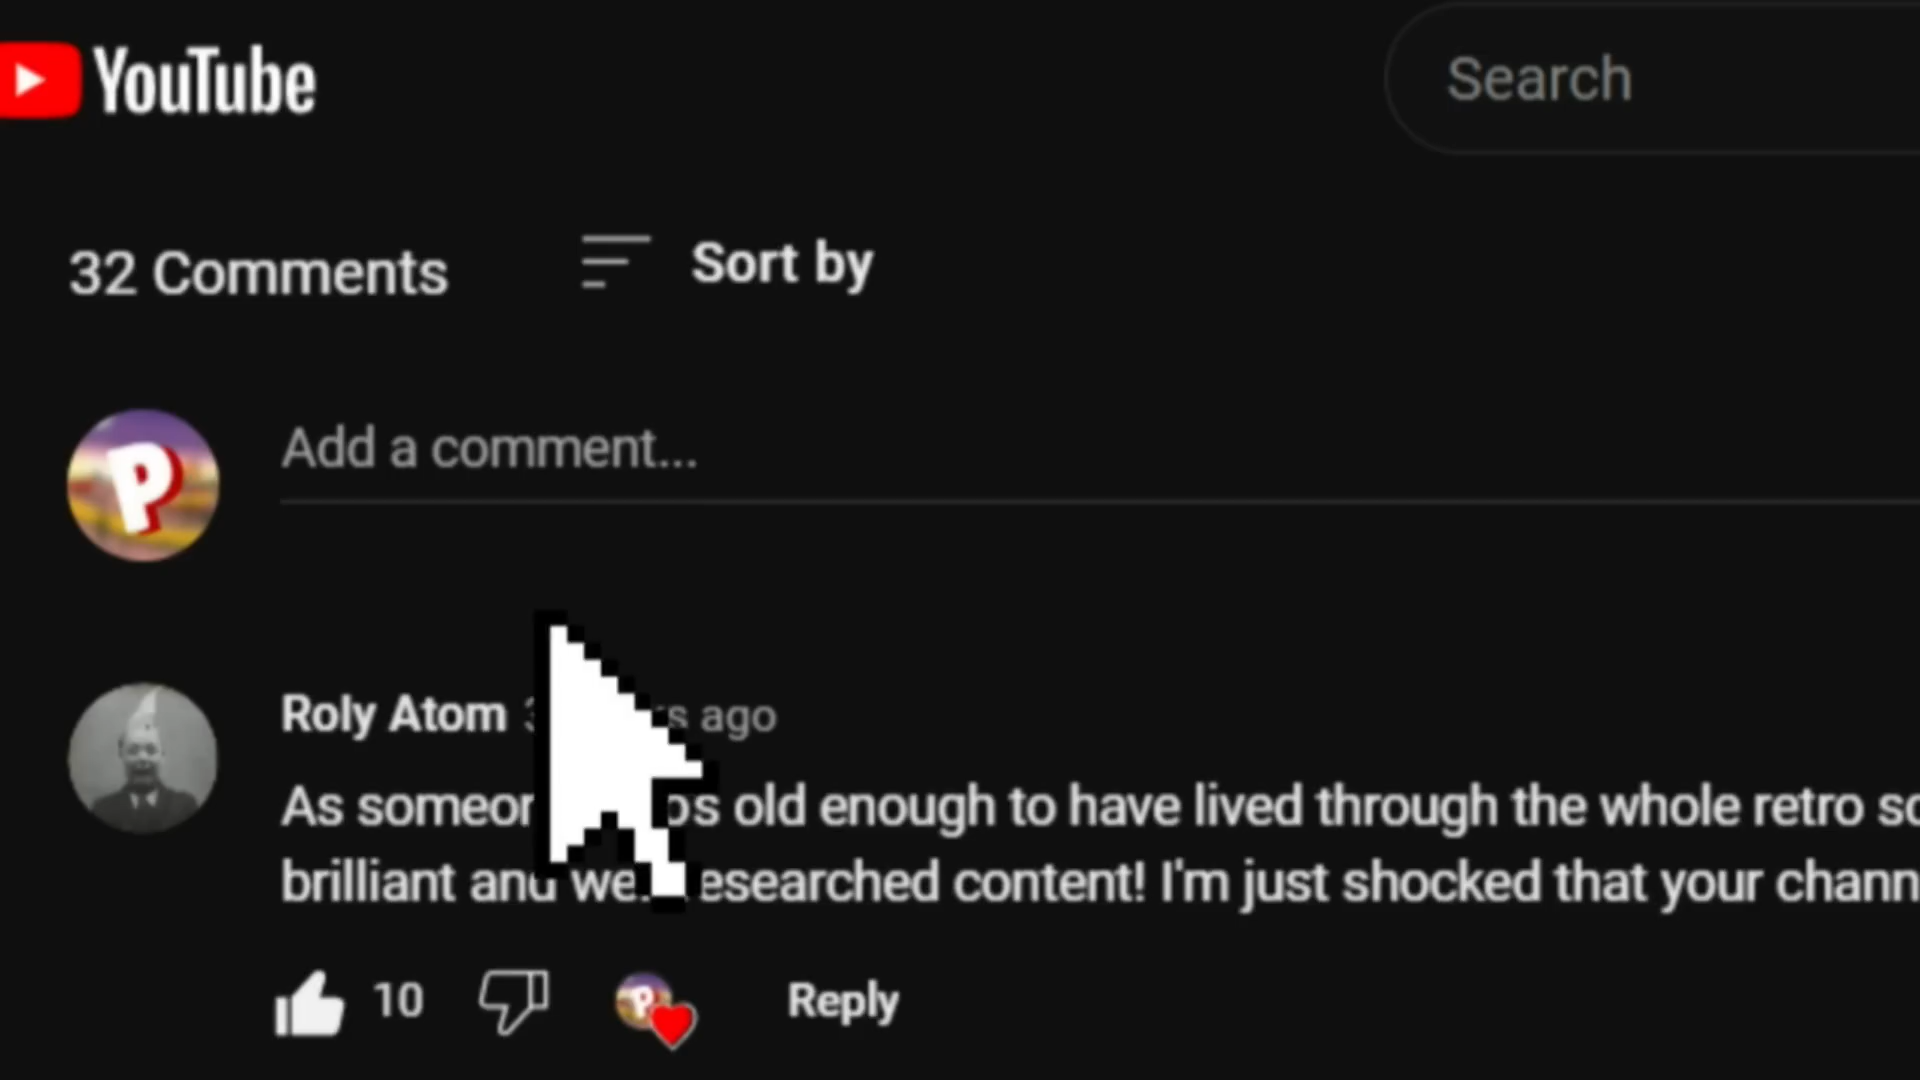 YouTube
Search
32 Comments
Sort by
P
Add a comment...
Roly Atom ago
As old enough to have lived through the whole retro
brilliant and content! I'm just shocked that your
10
P
Reply